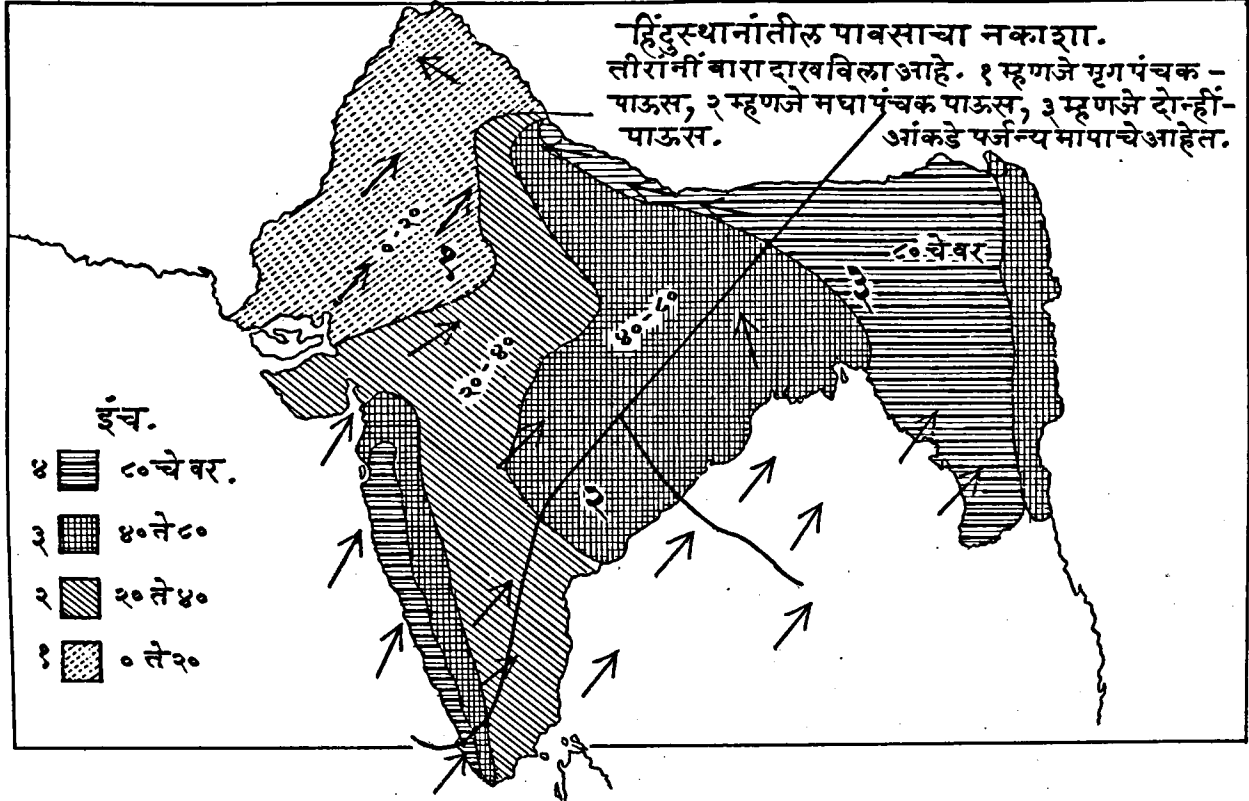 हिंदुस्थानांतील पावसाचा नकाशा.
तीरांनीं वारा दाखविला आहे. १ म्हणजे मृगपंचक -
पाऊस, २ म्हणजे मघापंचक पाऊस, ३ म्हणजे दोन्हीं-
पाऊस. आंकडे पर्जन्य मापाचे आहेत.
०-२०
१
८० चे वर
३
४०-८०
२०-४०
२
इंच.
४ ८० चे वर.
३ ४० ते ८०
२ २० ते ४०
१ ० ते २०